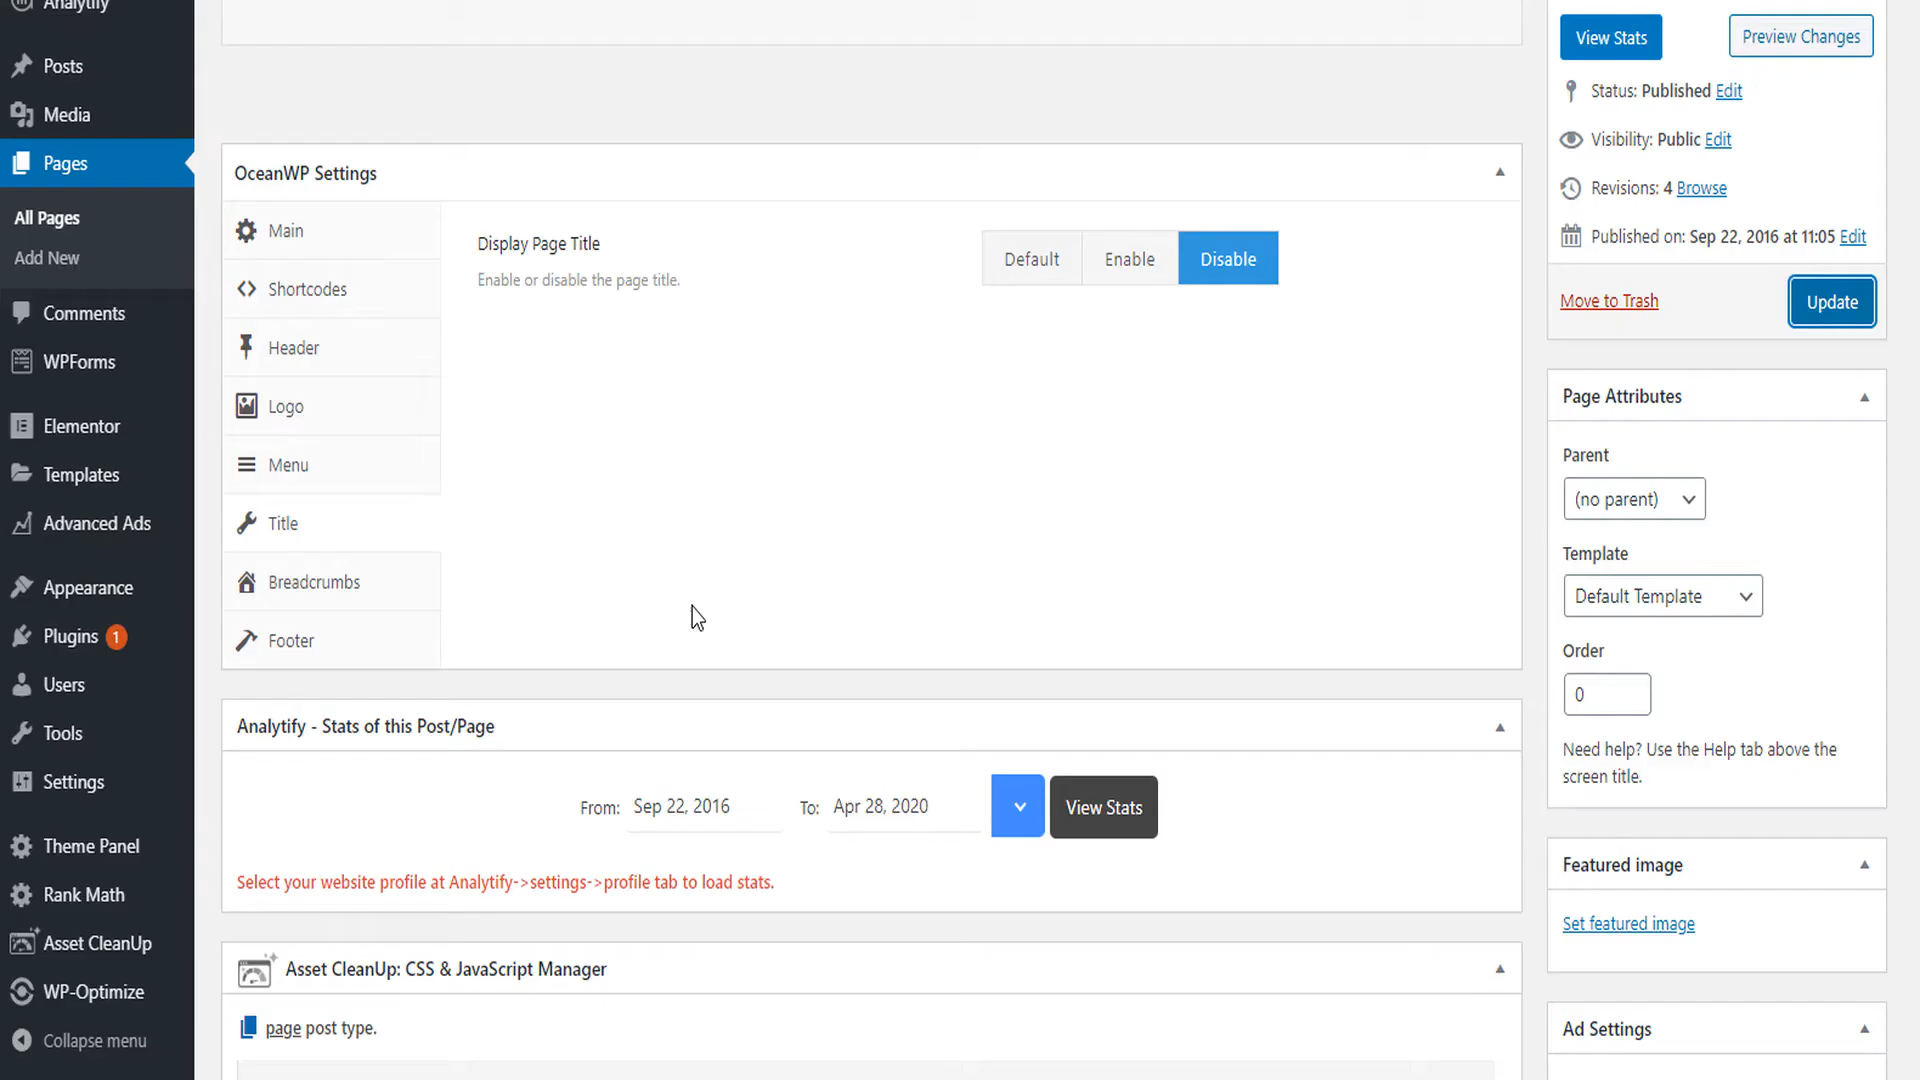 Analytify
Posts
Media
Pages
All Pages
Add New
Comments
WPForms
Elementor
Templates
Advanced Ads
Appearance
Plugins 1
Users
Tools
Settings
Theme Panel
Rank Math
Asset CleanUp
WP-Optimize
Collapse menu
OceanWP Settings
Main
Shortcodes
Header
Logo
Menu
Title
Breadcrumbs
Footer
Display Page Title
Enable or disable the page title.
Default Enable Disable
Analytify - Stats of this Post/Page
From: Sep 22, 2016 To: Apr 28, 2020 View Stats
Select your website profile at Analytify->settings->profile tab to load stats.
Asset CleanUp: CSS & JavaScript Manager
page post type.
View Stats Preview Changes
Status: Published Edit
Visibility: Public Edit
Revisions: 4 Browse
Published on: Sep 22, 2016 at 11:05 Edit
Move to Trash Update
Page Attributes
Parent
(no parent)
Template
Default Template
Order
0
Need help? Use the Help tab above the
screen title.
Featured image
Set featured image
Ad Settings